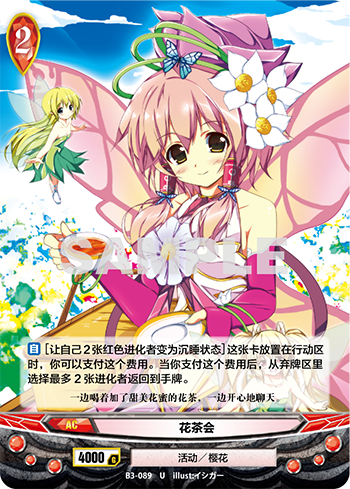 2
SAMPLE
自[让自己2张红色进化者变为沉睡状态]这张卡放置在行动区
时，你可以支付这个费用。当你支付这个费用后，从弃牌区里
选择最多2张进化者返回到手牌。
一边喝着加了甜美花蜜的花茶，一边开心地聊天。
AC
花茶会
4000
活动／樱花
B3-089 U illust:イシガー